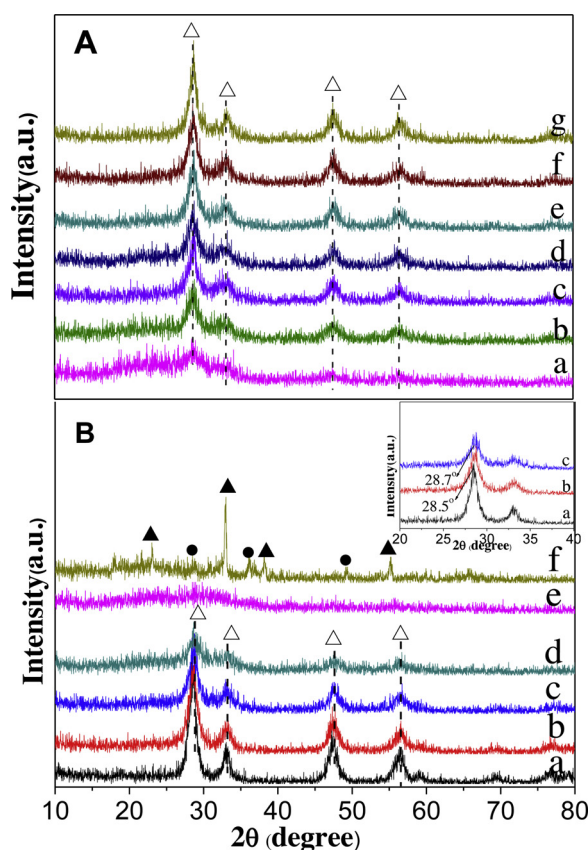 A
g
f
e
d
c
b
a
Intensity(a.u.)
B
f
e
d
c
b
a
Intensity(a.u.)
10 20 30 40 50 60 70 80
2θ (degree)
c
28.7°
b
28.5°
a
Intensity(a.u.)
20 25 30 35 40
2θ (degree)